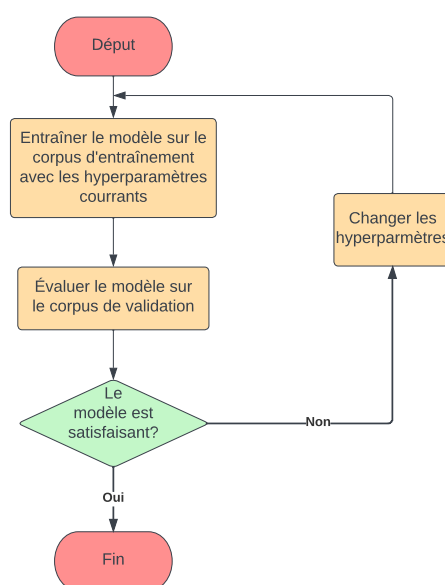 Déput
Entraîner le modèle sur le
corpus d'entraînement
avec les hyperparamètres
courrants
Changer les
hyperparmètres
Évaluer le modèle sur
le corpus de validation
Le
modèle est
satisfaisant?
Non
Oui
Fin